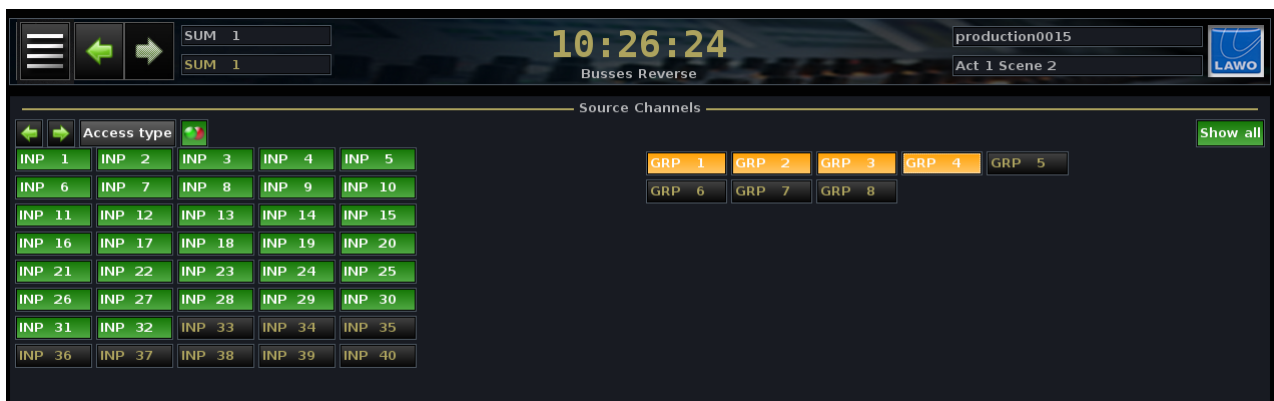 SUM 1
SUM 1
10:26:24
Busses Reverse
production0015
Act 1 Scene 2
LAWO
Source Channels
Access type
Show all
INP 1 INP 2 INP 3 INP 4 INP 5
GRP 1 GRP 2 GRP 3 GRP 4 GRP 5
INP 6 INP 7 INP 8 INP 9 INP 10
GRP 6 GRP 7 GRP 8
INP 11 INP 12 INP 13 INP 14 INP 15
INP 16 INP 17 INP 18 INP 19 INP 20
INP 21 INP 22 INP 23 INP 24 INP 25
INP 26 INP 27 INP 28 INP 29 INP 30
INP 31 INP 32 INP 33 INP 34 INP 35
INP 36 INP 37 INP 38 INP 39 INP 40